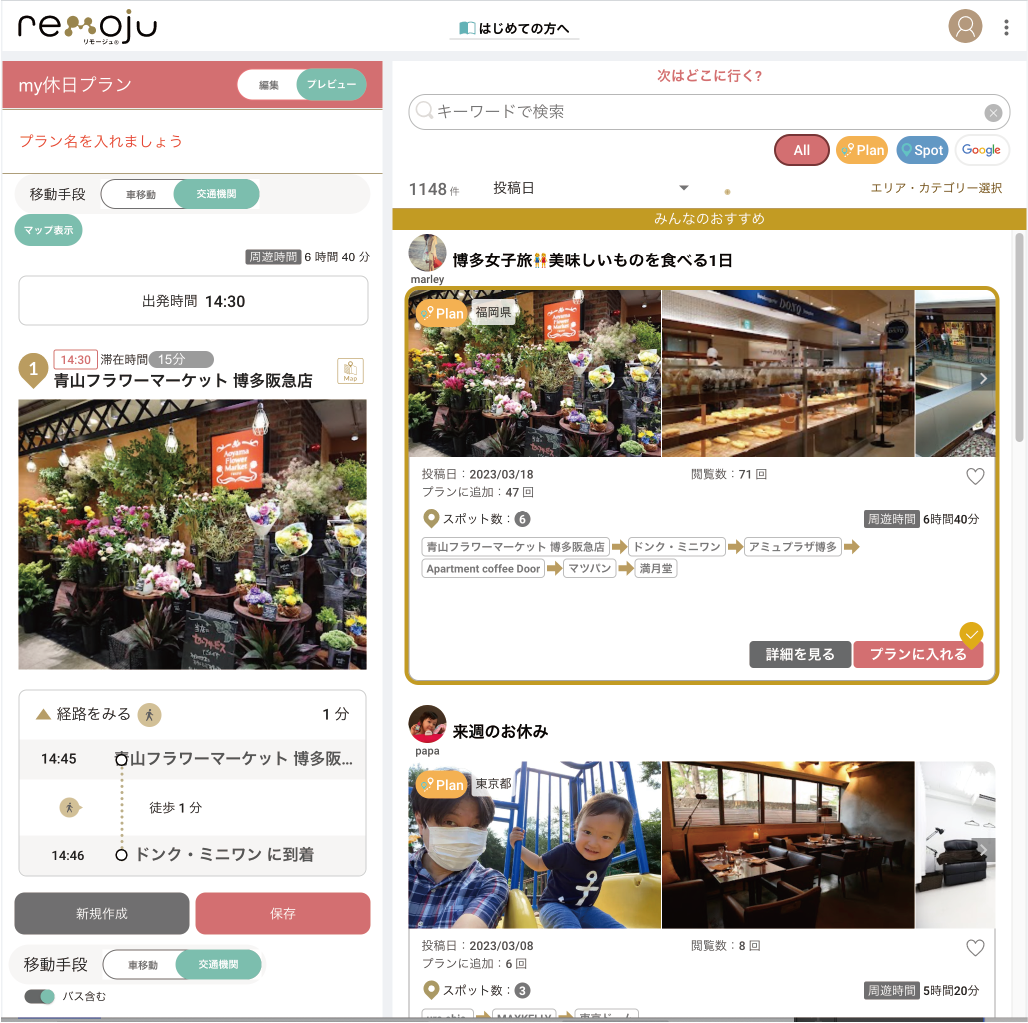 remoju
リモージュ®
はじめての方へ
my休日プラン
編集
プレビュー
プラン名を入れましょう
移動手段
車移動
交通機関
マップ表示
周遊時間 6 時間 40 分
出発時間 14:30
1
14:30 滞在時間 15分
青山フラワーマーケット 博多阪急店
Map
Aoyama
Flower
Market
経路をみる
1 分
14:45
青山フラワーマーケット 博多阪...
徒歩 1 分
14:46
ドンク・ミニワン に到着
新規作成
保存
移動手段
車移動
交通機関
バス含む
次はどこに行く?
キーワードで検索
All
Plan
Spot
Google
1148 件
投稿日
エリア・カテゴリー選択
みんなのおすすめ
博多女子旅👭美味しいものを食べる1日
marley
Plan
福岡県
DONQ
投稿日：2023/03/18
閲覧数：71 回
プランに追加：47 回
スポット数： 6
周遊時間 6時間40分
青山フラワーマーケット 博多阪急店
ドンク・ミニワン
アミュプラザ博多
Apartment coffee Door
マツパン
満月堂
詳細を見る
プランに入れる
来週のお休み
papa
Plan
東京都
投稿日：2023/03/08
閲覧数：8 回
プランに追加：6 回
スポット数： 3
周遊時間 5時間20分
MAXKELLY
東京ドーム